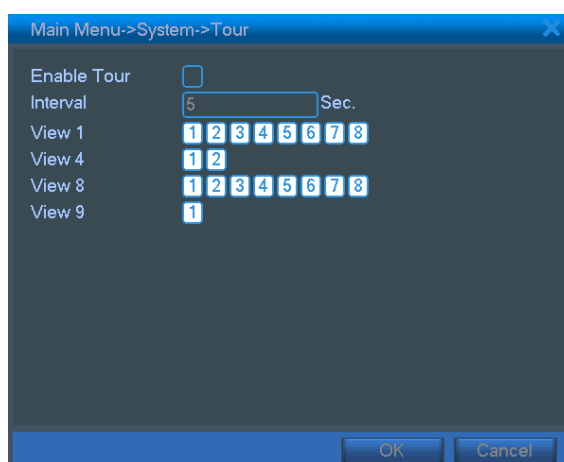 Main Menu->System->Tour
Enable Tour
Interval 5 Sec.
View 1 1 2 3 4 5 6 7 8
View 4 1 2
View 8 1 2 3 4 5 6 7 8
View 9 1
OK Cancel